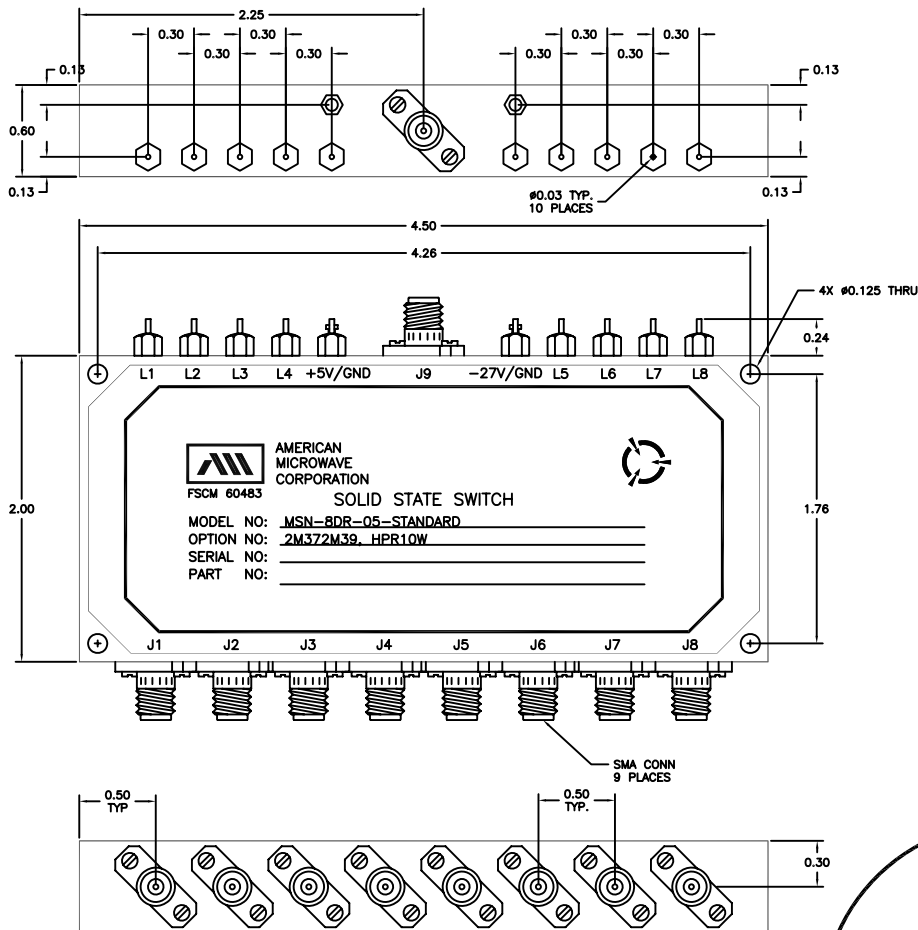 2.25
0.30 0.30 0.30 0.30
0.30 0.30 0.30 0.30
0.13 0.13
0.60
0.13 0.13
ø0.03 TYP.
10 PLACES
4.50
4.26
4X ø0.125 THRU
0.24
L1 L2 L3 L4 +5V/GND J9 -27V/GND L5 L6 L7 L8
AMERICAN
MICROWAVE
CORPORATION
FSCM 60483
SOLID STATE SWITCH
2.00
1.76
MODEL NO: MSN-8DR-05-STANDARD
OPTION NO: 2M372M39, HPR10W
SERIAL NO:
PART NO:
J1 J2 J3 J4 J5 J6 J7 J8
SMA CONN
9 PLACES
0.50
TYP
0.50
TYP.
0.30